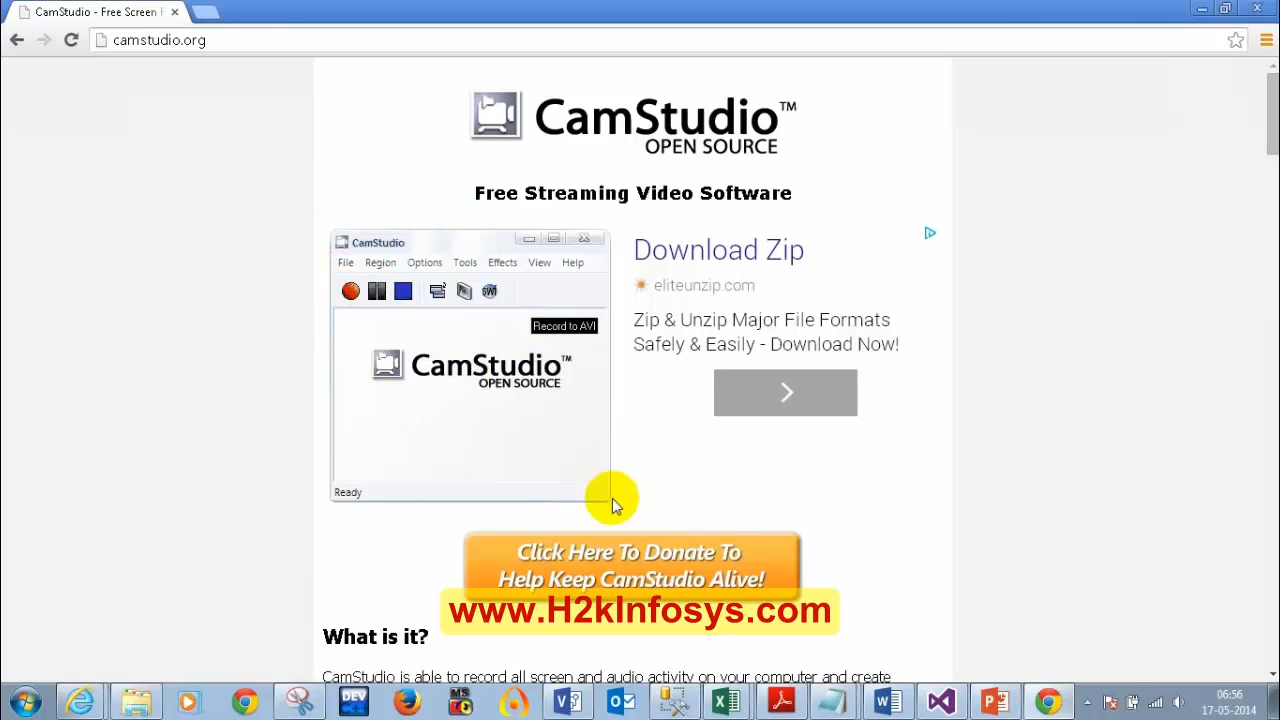 CamStudio - Free Screen
camstudio.org
CamStudio™
OPEN SOURCE
Free Streaming Video Software
CamStudio
File Region Options Tools Effects View Help
Record to AVI
CamStudio™
OPEN SOURCE
Ready
Download Zip
eliteunzip.com
Zip & Unzip Major File Formats
Safely & Easily - Download Now!
Click Here To Donate To
Help Keep CamStudio Alive!
www.H2kInfosys.com
What is it?
CamStudio is able to record all screen and audio activity on your computer and create
DEV
MS
06:56
17-05-2014